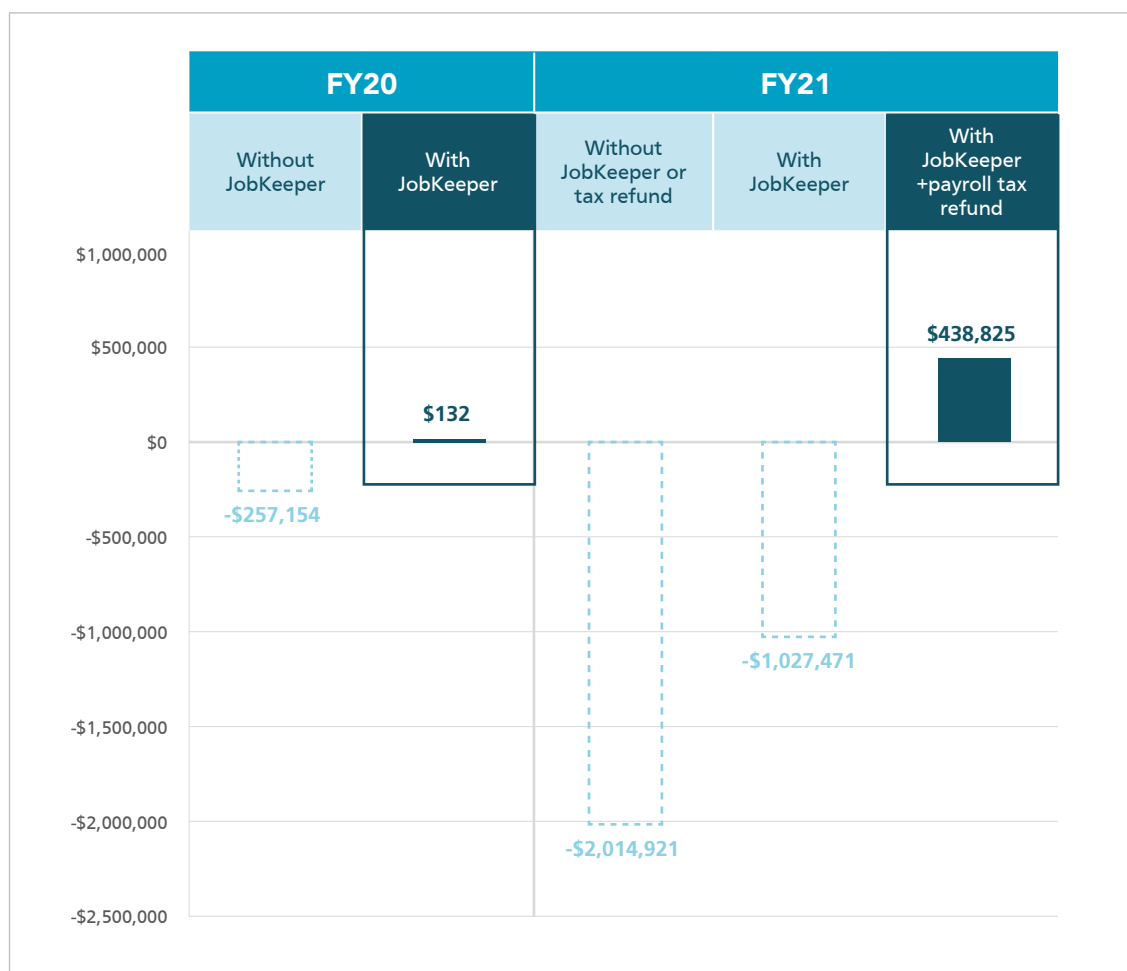 FY20
FY21
Without
JobKeeper
With
JobKeeper
Without
JobKeeper or
tax refund
With
JobKeeper
With
JobKeeper
+payroll tax
refund
$1,000,000
$500,000
$0
-$500,000
-$1,000,000
-$1,500,000
-$2,000,000
-$2,500,000
-$257,154
$132
-$2,014,921
-$1,027,471
$438,825